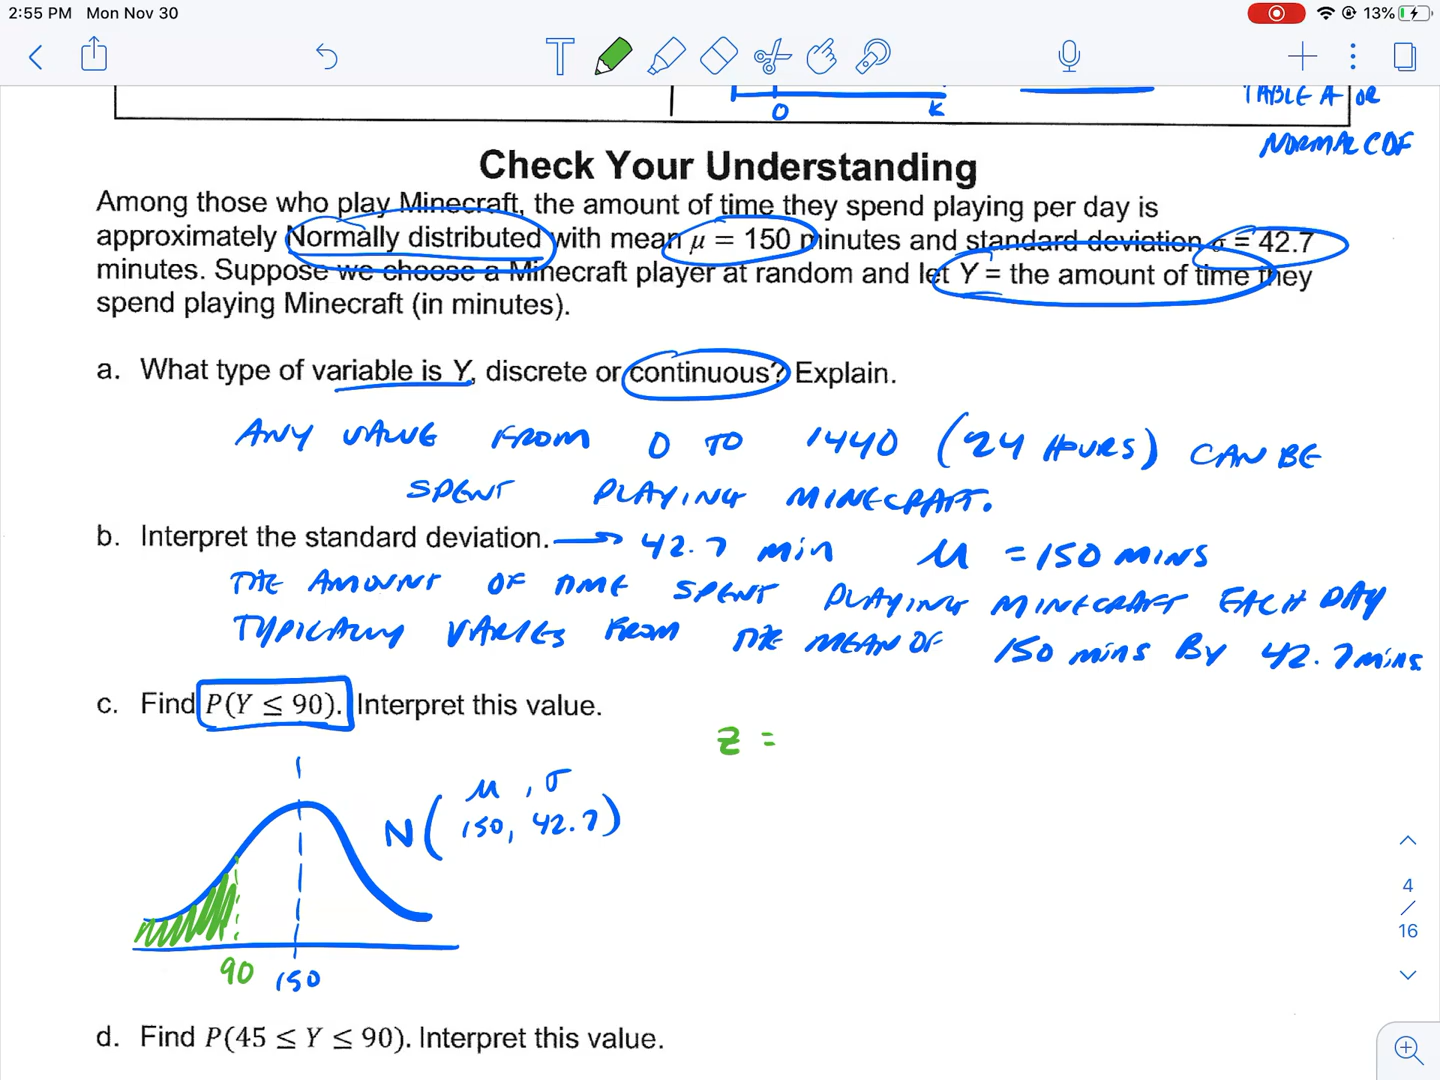 2:55 PM Mon Nov 30 13%
T
TABLE A OR
0 K
NORMALCDF
Check Your Understanding
Among those who play Minecraft, the amount of time they spend playing per day is
approximately Normally distributed with mean μ = 150 minutes and standard deviation σ = 42.7
minutes. Suppose we choose a Minecraft player at random and let Y = the amount of time they
spend playing Minecraft (in minutes).
a. What type of variable is Y, discrete or continuous? Explain.
ANY VALUE FROM 0 TO 1440 (24 HOURS) CAN BE
SPENT PLAYING MINECRAFT.
b. Interpret the standard deviation. → 42.7 min μ = 150 MINS
THE AMOUNT OF TIME SPENT PLAYING MINECRAFT EACH DAY
TYPICALLY VARIES FROM THE MEAN OF 150 mins By 42.7 mins.
c. Find P(Y ≤ 90). Interpret this value.
z =
μ , σ
N( 150, 42.7)
90 150
4
/
16
d. Find P(45 ≤ Y ≤ 90). Interpret this value.